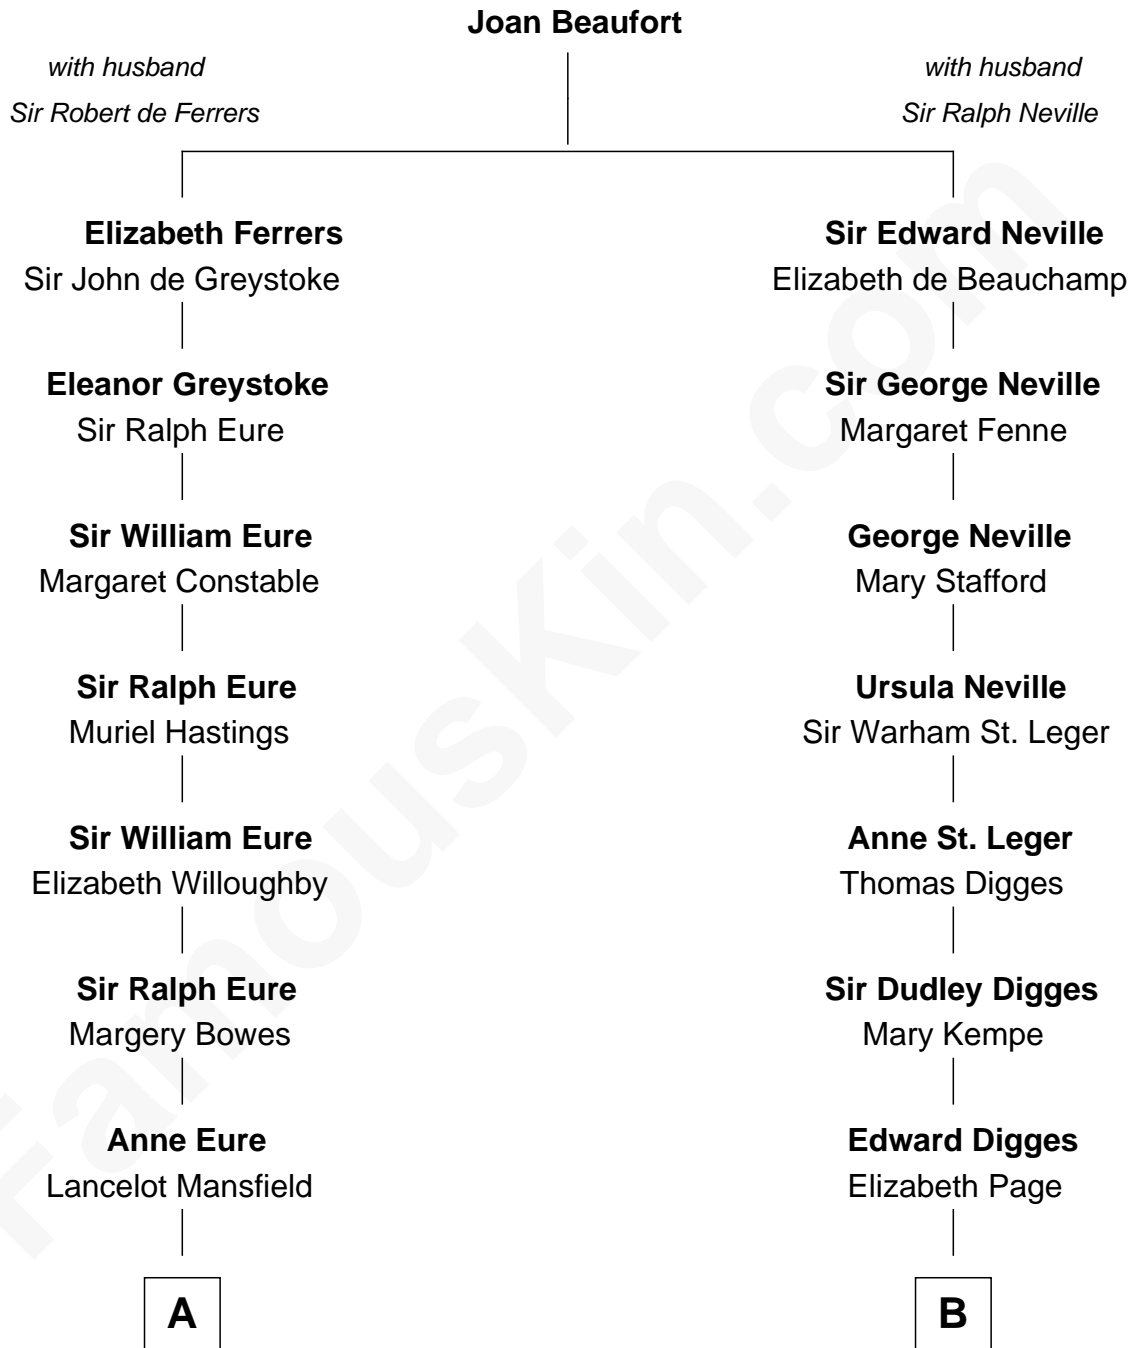 Joan Beaufort
with husband
Sir Robert de Ferrers
with husband
Sir Ralph Neville
Elizabeth Ferrers
Sir John de Greystoke
Sir Edward Neville
Elizabeth de Beauchamp
Eleanor Greystoke
Sir Ralph Eure
Sir George Neville
Margaret Fenne
Sir William Eure
Margaret Constable
George Neville
Mary Stafford
Sir Ralph Eure
Muriel Hastings
Ursula Neville
Sir Warham St. Leger
Sir William Eure
Elizabeth Willoughby
Anne St. Leger
Thomas Digges
Sir Ralph Eure
Margery Bowes
Sir Dudley Digges
Mary Kempe
Anne Eure
Lancelot Mansfield
Edward Digges
Elizabeth Page
A
B
FamousKin.com